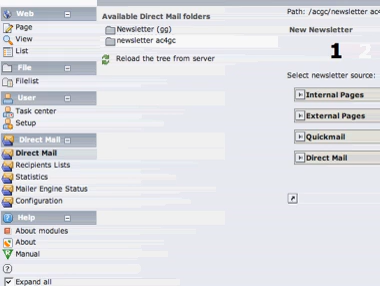 Web
Page
View
List
File
Filelist
User
Task center
Setup
Direct Mail
Direct Mail
Recipients Lists
Statistics
Mailer Engine Status
Configuration
Help
About modules
About
Manual
Expand all
Available Direct Mail folders
Newsletter (gg)
newsletter ac4gc
Reload the tree from server
Path: /acgc/newsletter ac4
New Newsletter
1 2
Select newsletter source:
Internal Pages
External Pages
Quickmail
Direct Mail